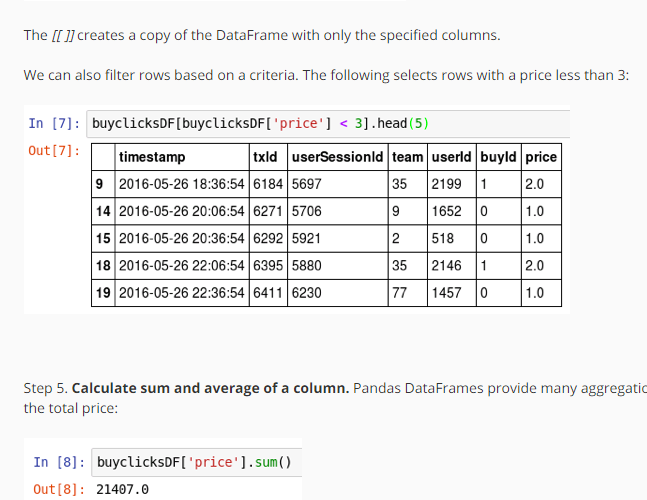 The [[ ]] creates a copy of the DataFrame with only the specified columns.
We can also filter rows based on a criteria. The following selects rows with a price less than 3:
In [7]: buyclicksDF[buyclicksDF['price'] < 3].head(5)
Out[7]:
timestamp txId userSessionId team userId buyId price
9 2016-05-26 18:36:54 6184 5697 35 2199 1 2.0
14 2016-05-26 20:06:54 6271 5706 9 1652 0 1.0
15 2016-05-26 20:36:54 6292 5921 2 518 0 1.0
18 2016-05-26 22:06:54 6395 5880 35 2146 1 2.0
19 2016-05-26 22:36:54 6411 6230 77 1457 0 1.0
Step 5. Calculate sum and average of a column. Pandas DataFrames provide many aggregatio
the total price:
In [8]: buyclicksDF['price'].sum()
Out[8]: 21407.0